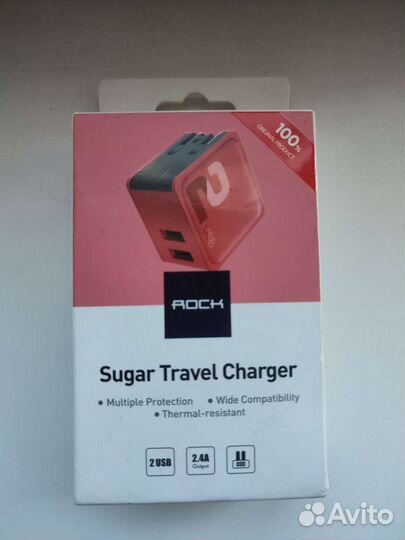 100%
ORIGINAL PRODUCT
2
ROCK
Sugar Travel Charger
• Multiple Protection • Wide Compatibility
• Thermal-resistant
2 USB
2.4A
Output
Avito